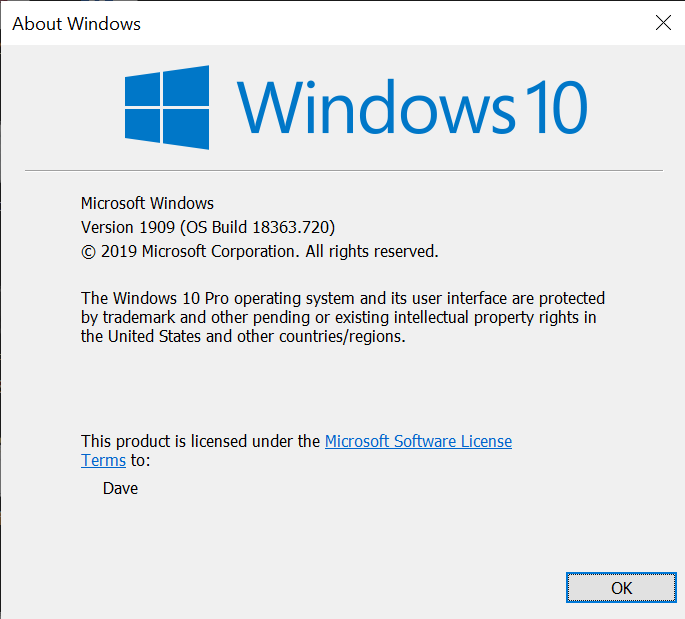 About Windows
Windows 10
Microsoft Windows
Version 1909 (OS Build 18363.720)
© 2019 Microsoft Corporation. All rights reserved.
The Windows 10 Pro operating system and its user interface are protected
by trademark and other pending or existing intellectual property rights in
the United States and other countries/regions.
This product is licensed under the Microsoft Software License
Terms to:
Dave
OK